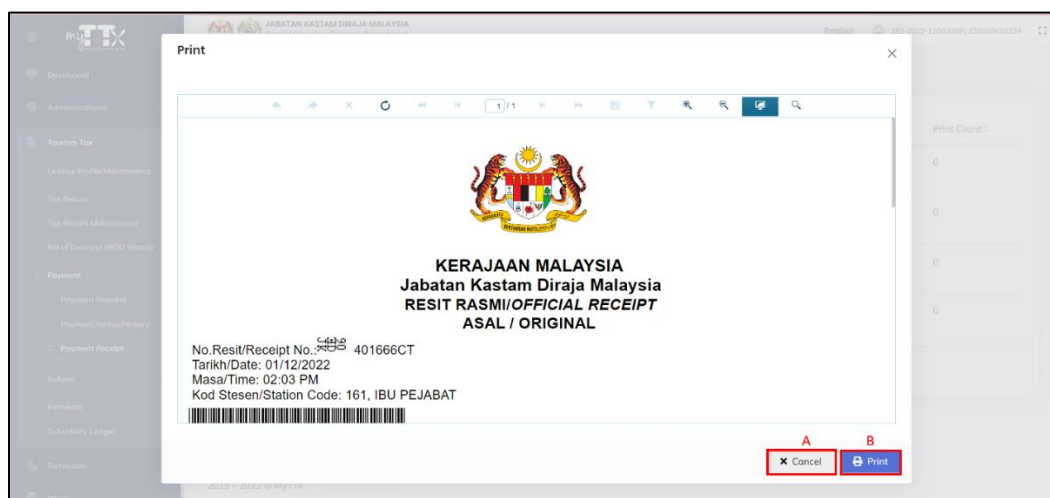 myTTX
JABATAN KASTAM DIRAJA MALAYSIA
English
Print
Dashboard
Administrations
1 / 1
Tourism Tax
Print Count
License Profile Maintenance
0
Tax Return
Tax Return Maintenance
0
Bill of Demand (BOD Status)
KERAJAAN MALAYSIA
0
Payment
Jabatan Kastam Diraja Malaysia
Payment Request
RESIT RASMI/OFFICIAL RECEIPT
0
Payment Status/History
ASAL / ORIGINAL
Payment Receipt
No.Resit/Receipt No.: 401666CT
Tarikh/Date: 01/12/2022
Refund
Masa/Time: 02:03 PM
Kod Stesen/Station Code: 161, IBU PEJABAT
Reminder
Subsidiary Ledger
A B
Cancel Print
Remission
2019 - 2022 © MyTTx